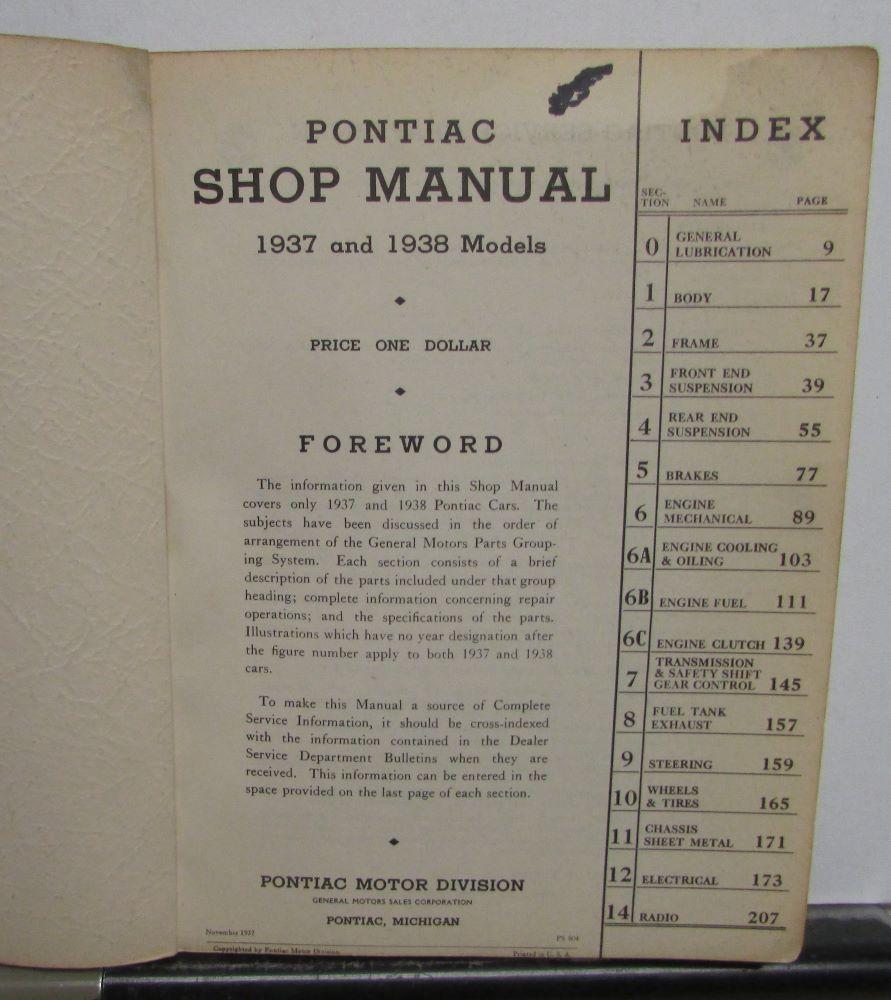 PONTIAC
SHOP MANUAL
1937 and 1938 Models
PRICE ONE DOLLAR
FOREWORD
The information given in this Shop Manual
covers only 1937 and 1938 Pontiac Cars. The
subjects have been discussed in the order of
arrangement of the General Motors Parts Group-
ing System. Each section consists of a brief
description of the parts included under that group
heading; complete information concerning repair
operations; and the specifications of the parts.
Illustrations which have no year designation after
the figure number apply to both 1937 and 1938
cars.
To make this Manual a source of Complete
Service Information, it should be cross-indexed
with the information contained in the Dealer
Service Department Bulletins when they are
received. This information can be entered in the
space provided on the last page of each section.
PONTIAC MOTOR DIVISION
GENERAL MOTORS SALES CORPORATION
PONTIAC, MICHIGAN
November 1937 PS 804
Copyrighted by Pontiac Motor Division Printed in U. S. A.
INDEX
SEC-
TION NAME PAGE
0 GENERAL
LUBRICATION 9
1 BODY 17
2 FRAME 37
3 FRONT END
SUSPENSION 39
4 REAR END
SUSPENSION 55
5 BRAKES 77
6 ENGINE
MECHANICAL 89
6A ENGINE COOLING
& OILING 103
6B ENGINE FUEL 111
6C ENGINE CLUTCH 139
7 TRANSMISSION
& SAFETY SHIFT
GEAR CONTROL 145
8 FUEL TANK
EXHAUST 157
9 STEERING 159
10 WHEELS
& TIRES 165
11 CHASSIS
SHEET METAL 171
12 ELECTRICAL 173
14 RADIO 207